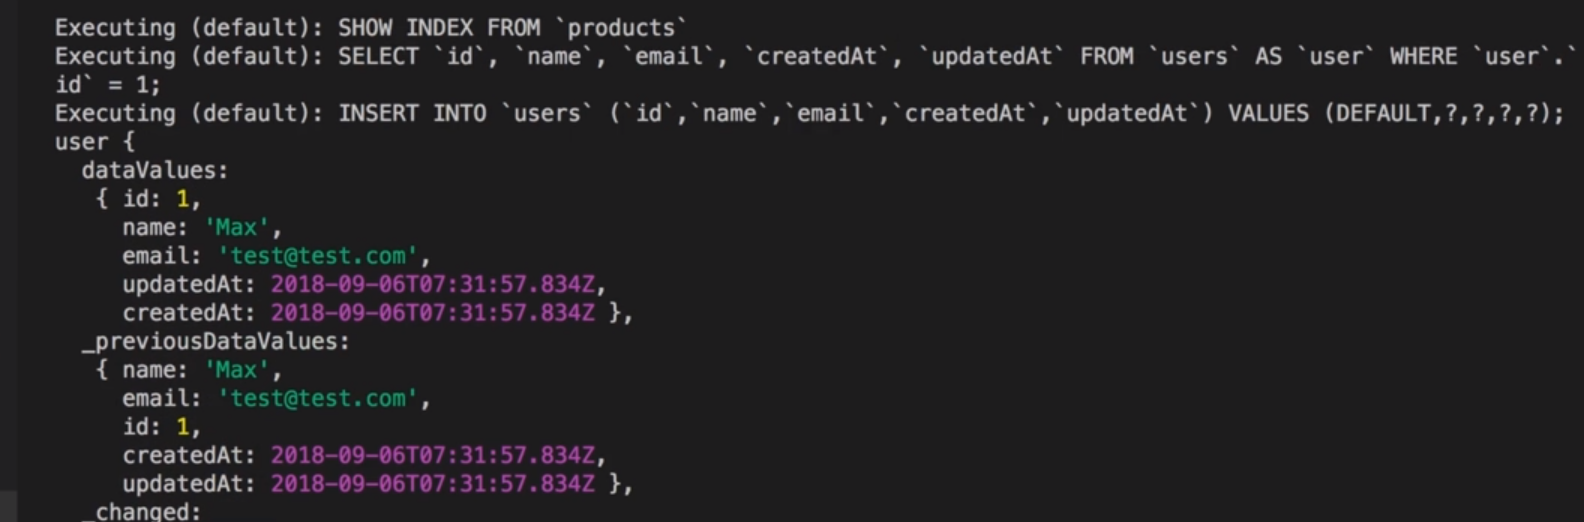 Executing (default): SHOW INDEX FROM `products`
Executing (default): SELECT `id`, `name`, `email`, `createdAt`, `updatedAt` FROM `users` AS `user` WHERE `user`.`
id` = 1;
Executing (default): INSERT INTO `users` (`id`,`name`,`email`,`createdAt`,`updatedAt`) VALUES (DEFAULT,?,?,?,?);
user {
  dataValues:
   { id: 1,
     name: 'Max',
     email: 'test@test.com',
     updatedAt: 2018-09-06T07:31:57.834Z,
     createdAt: 2018-09-06T07:31:57.834Z },
  _previousDataValues:
   { name: 'Max',
     email: 'test@test.com',
     id: 1,
     createdAt: 2018-09-06T07:31:57.834Z,
     updatedAt: 2018-09-06T07:31:57.834Z },
  _changed: